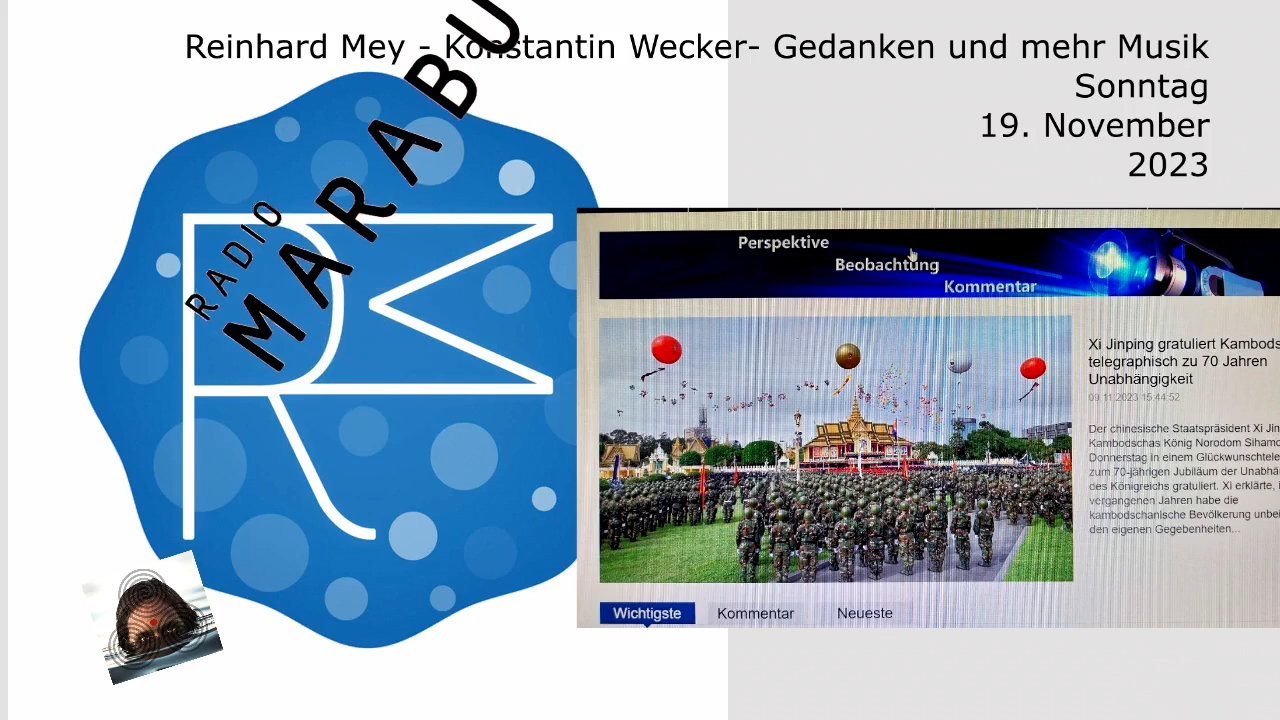 Reinhard Mey - Konstantin Wecker- Gedanken und mehr Musik
Sonntag
19. November
2023
RADIO
MARABU
Perspektive
Beobachtung
Kommentar
Xi Jinping gratuliert Kambods
telegraphisch zu 70 Jahren
Unabhängigkeit
09.11.2023 15:44:52
Der chinesische Staatspräsident Xi Jin
Kambodschas König Norodom Sihamo
Donnerstag in einem Glückwunschtele
zum 70-jährigen Jubiläum der Unabhä
des Königreichs gratuliert. Xi erklärte, i
vergangenen Jahren habe die
kambodschanische Bevölkerung unbei
den eigenen Gegebenheiten...
Wichtigste
Kommentar
Neueste